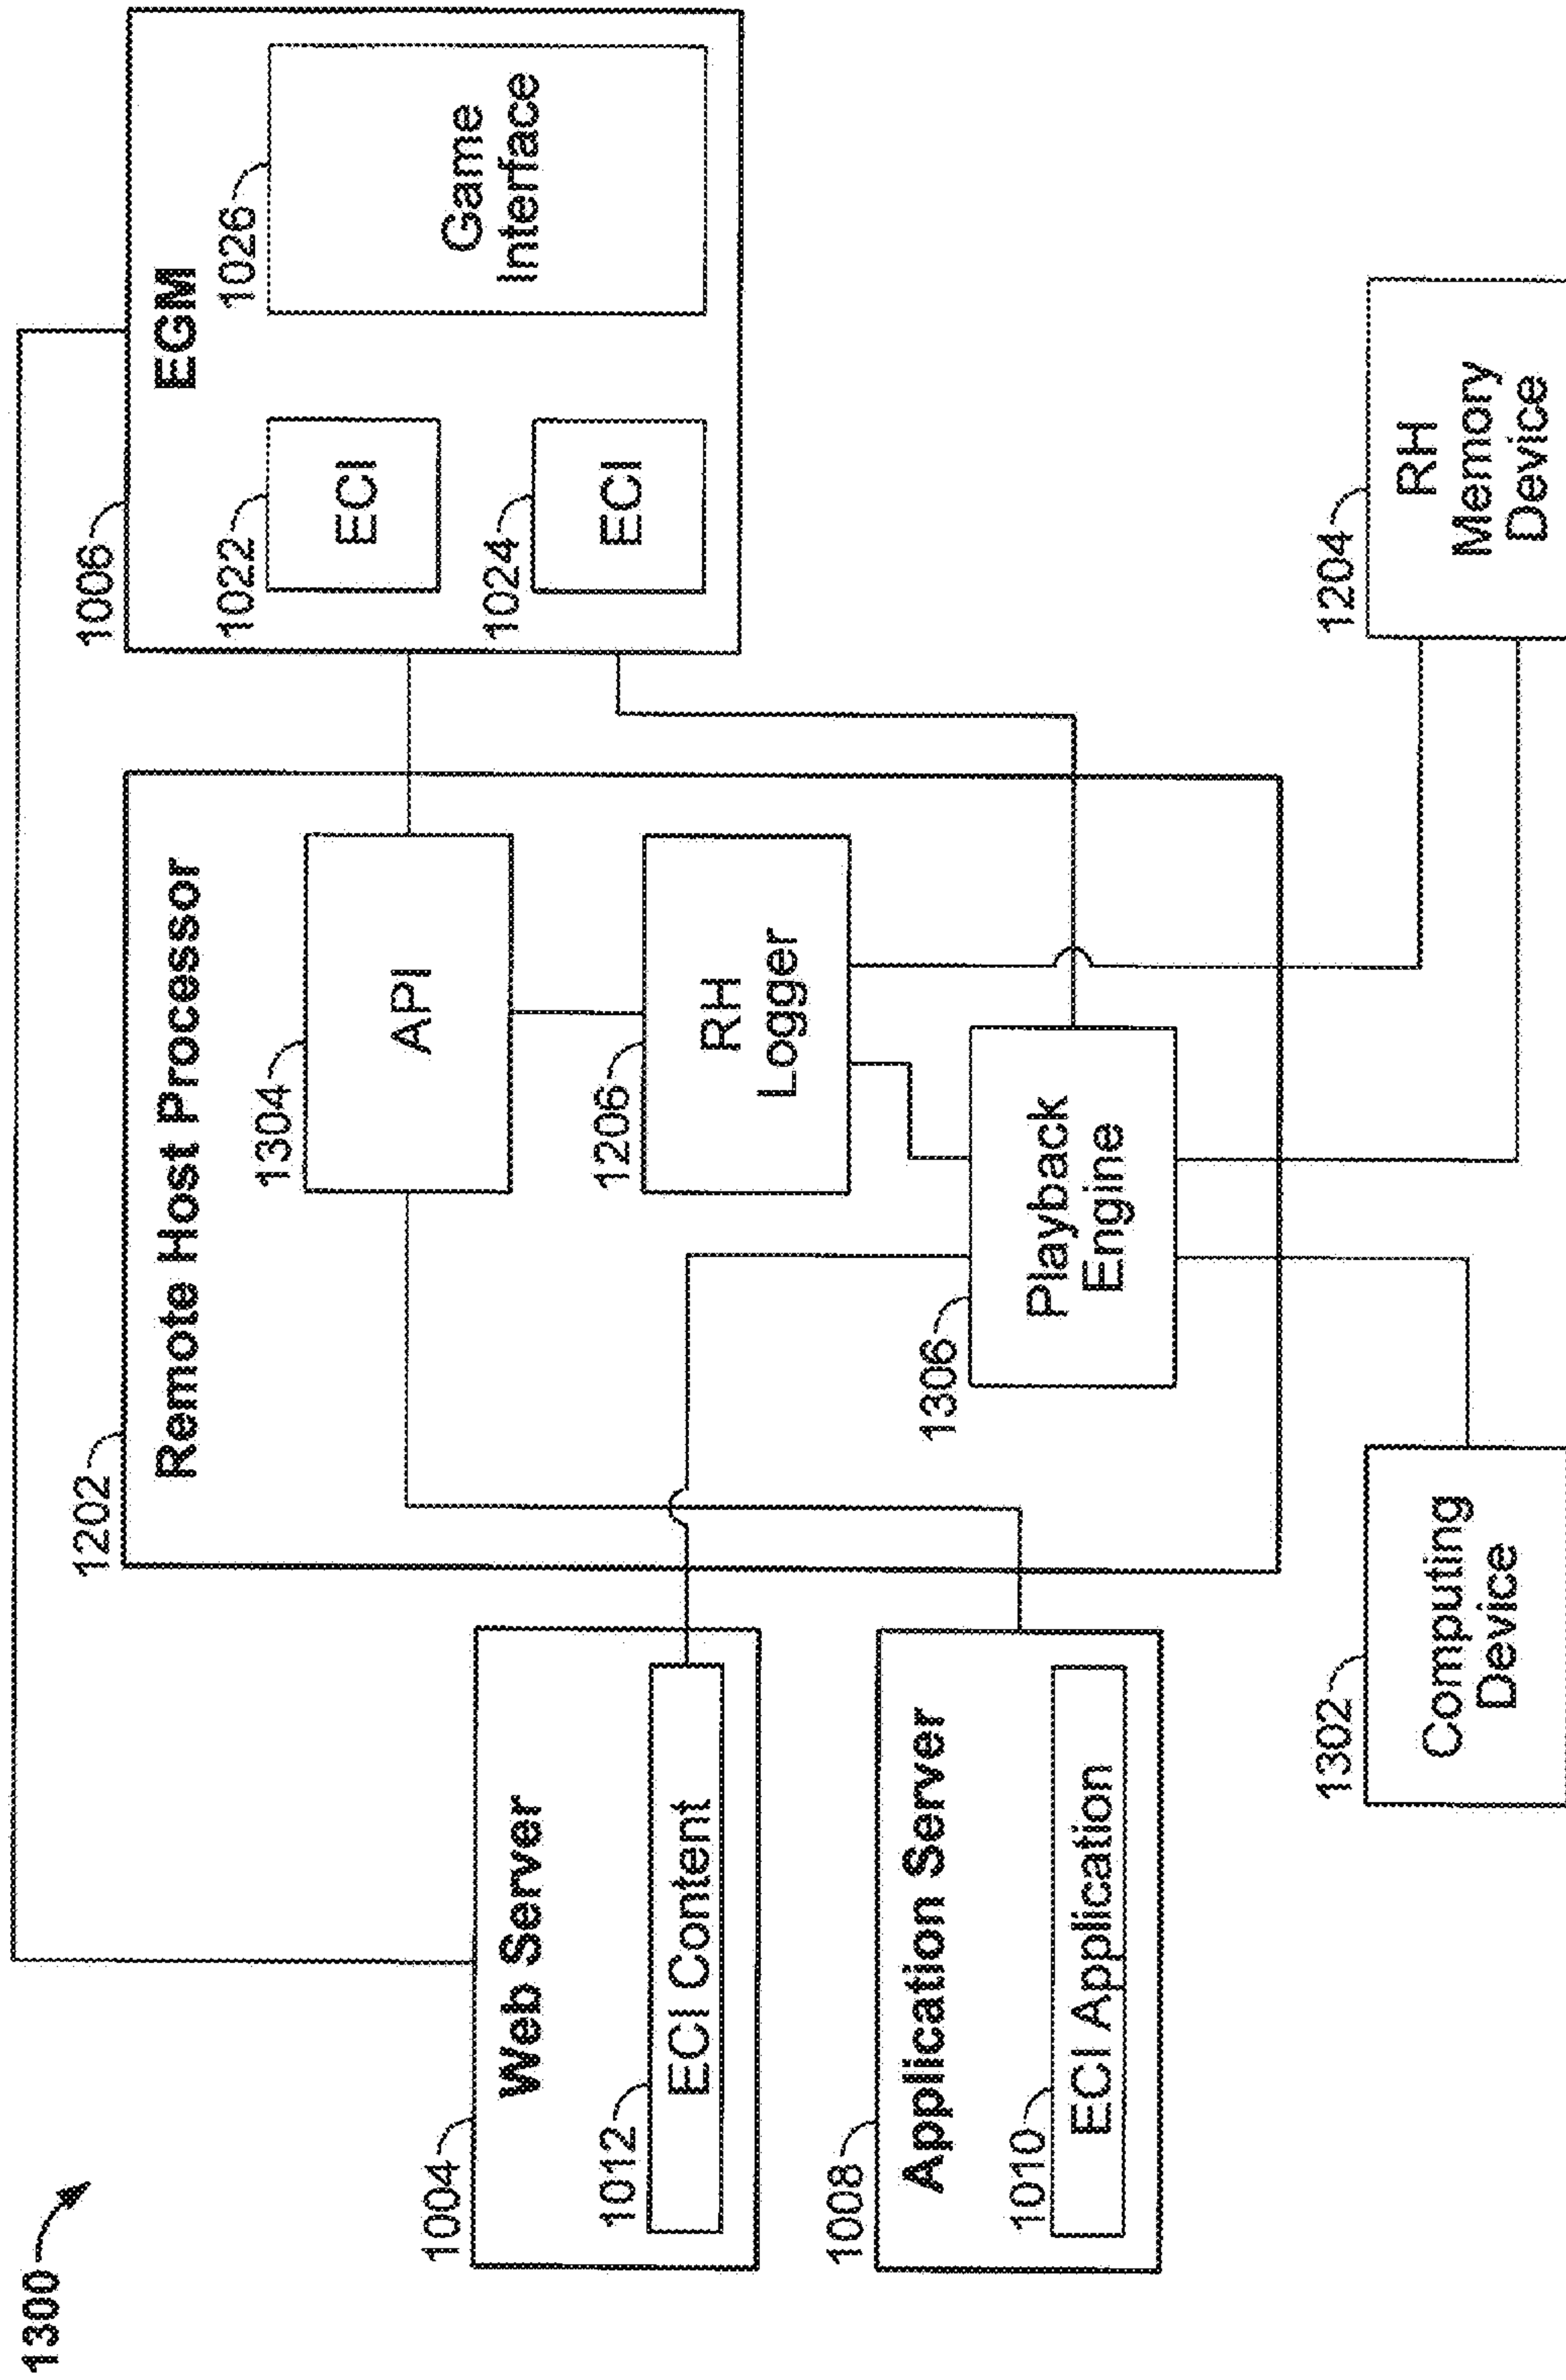 1300
1202
Remote Host Processor
1006
EGM
1004
Web Server
1012
ECI Content
1304
API
1022
ECI
1026
Game
Interface
1206
RH
Logger
1024
ECI
1008
Application Server
1010
ECI Application
1306
Playback
Engine
1302
Computing
Device
1204
RH
Memory
Device